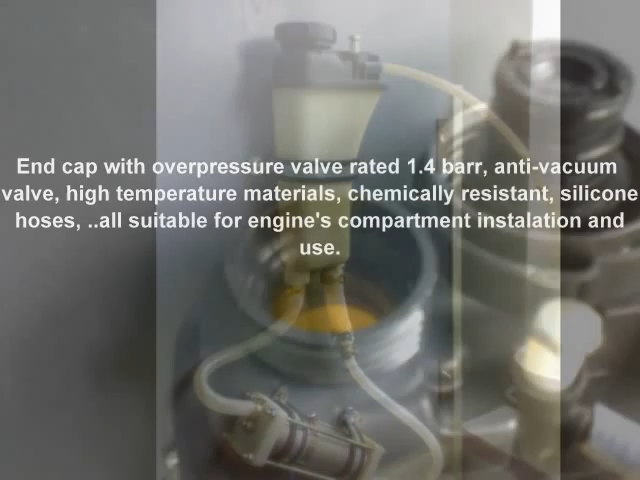 End cap with overpressure valve rated 1.4 barr, anti-vacuum
valve, high temperature materials, chemically resistant, silicone
hoses, ..all suitable for engine's compartment instalation and
use.